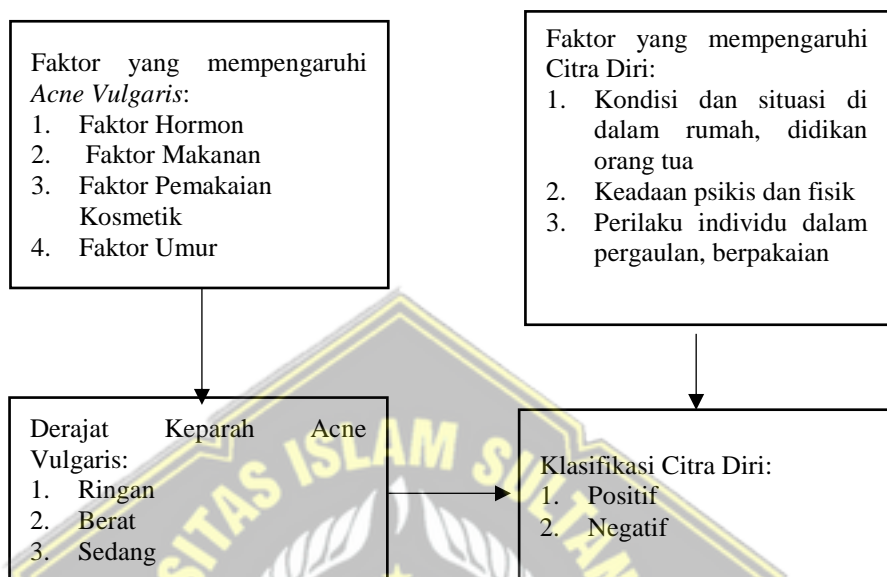 Faktor yang mempengaruhi
Acne Vulgaris:
1. Faktor Hormon
2. Faktor Makanan
3. Faktor Pemakaian
Kosmetik
4. Faktor Umur
Faktor yang mempengaruhi
Citra Diri:
1. Kondisi dan situasi di
dalam rumah, didikan
orang tua
2. Keadaan psikis dan fisik
3. Perilaku individu dalam
pergaulan, berpakaian
Derajat Keparah Acne
Vulgaris:
1. Ringan
2. Berat
3. Sedang
Klasifikasi Citra Diri:
1. Positif
2. Negatif
ISLAM